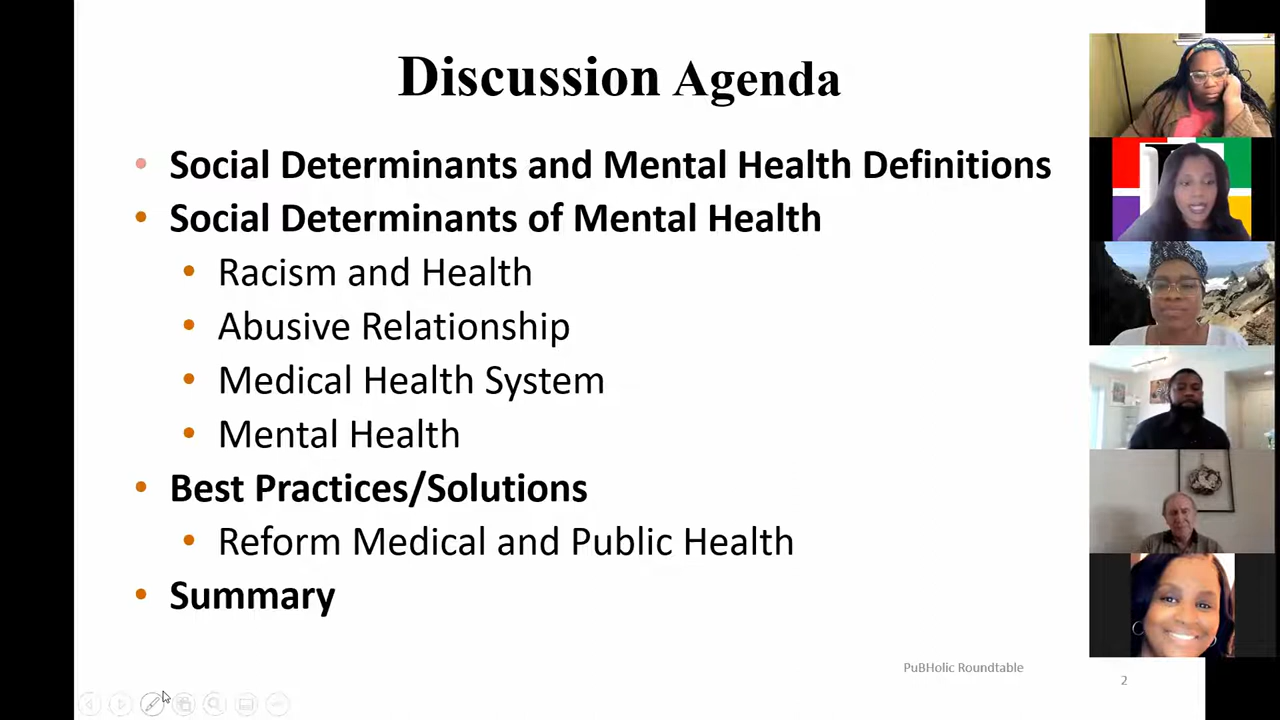 Discussion Agenda
• Social Determinants and Mental Health Definitions
• Social Determinants of Mental Health
• Racism and Health
• Abusive Relationship
• Medical Health System
• Mental Health
• Best Practices/Solutions
• Reform Medical and Public Health
• Summary
PuBHolic Roundtable
2